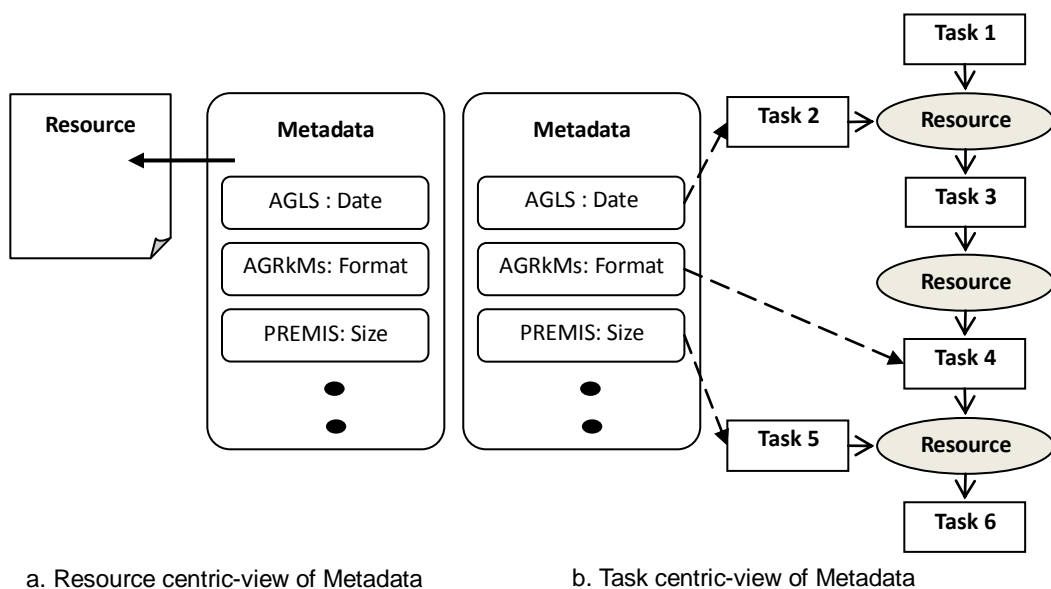 Resource
Metadata
AGLS : Date
AGRkMs: Format
PREMIS: Size
Metadata
AGLS : Date
AGRkMs: Format
PREMIS: Size
Task 1
Task 2
Resource
Task 3
Resource
Task 4
Task 5
Resource
Task 6
a. Resource centric-view of Metadata
b. Task centric-view of Metadata